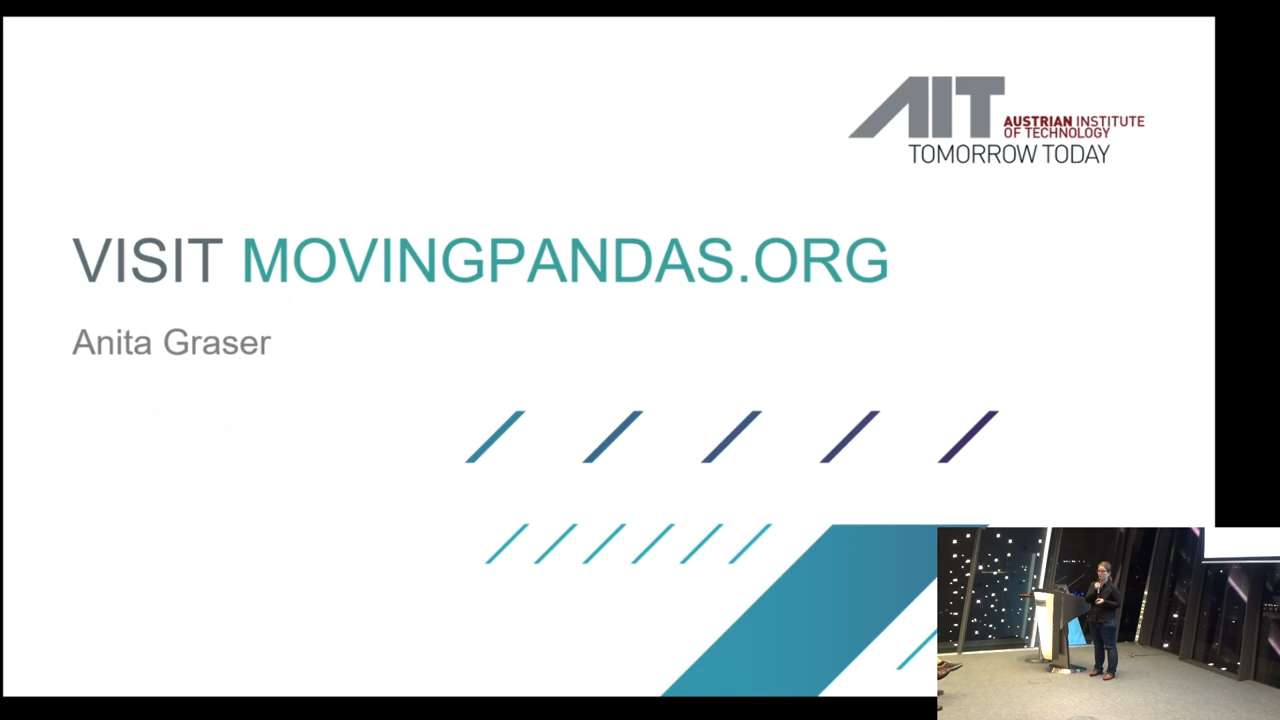 AIT
AUSTRIAN INSTITUTE
OF TECHNOLOGY
TOMORROW TODAY
VISIT MOVINGPANDAS.ORG
Anita Graser